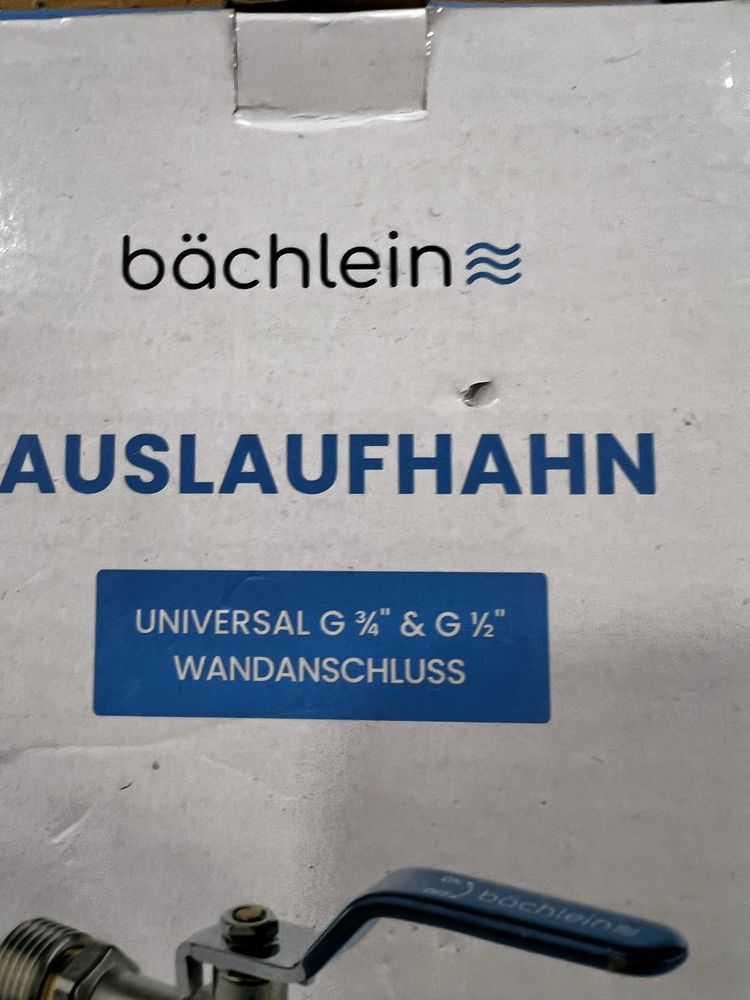 bächlein
AUSLAUFHAHN
UNIVERSAL G ¾" & G ½"
WANDANSCHLUSS
bächlein